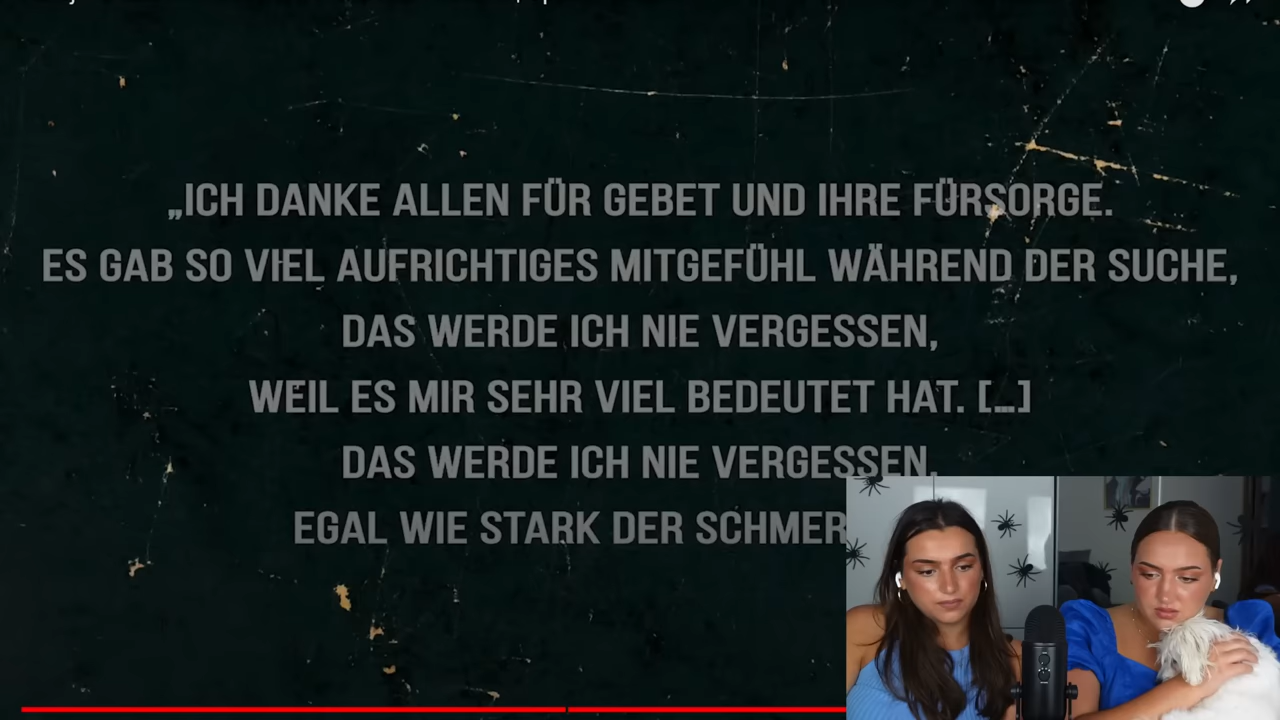 „ICH DANKE ALLEN FÜR GEBET UND IHRE FÜRSORGE.
ES GAB SO VIEL AUFRICHTIGES MITGEFÜHL WÄHREND DER SUCHE,
DAS WERDE ICH NIE VERGESSEN,
WEIL ES MIR SEHR VIEL BEDEUTET HAT. [...]
DAS WERDE ICH NIE VERGESSEN,
EGAL WIE STARK DER